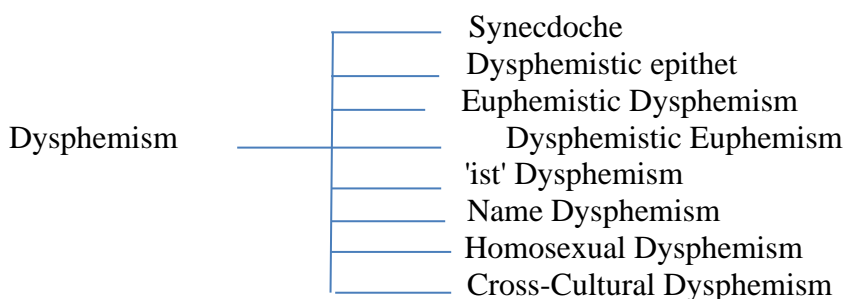 Synecdoche
Dysphemistic epithet
Euphemistic Dysphemism
Dysphemism
Dysphemistic Euphemism
'ist' Dysphemism
Name Dysphemism
Homosexual Dysphemism
Cross-Cultural Dysphemism